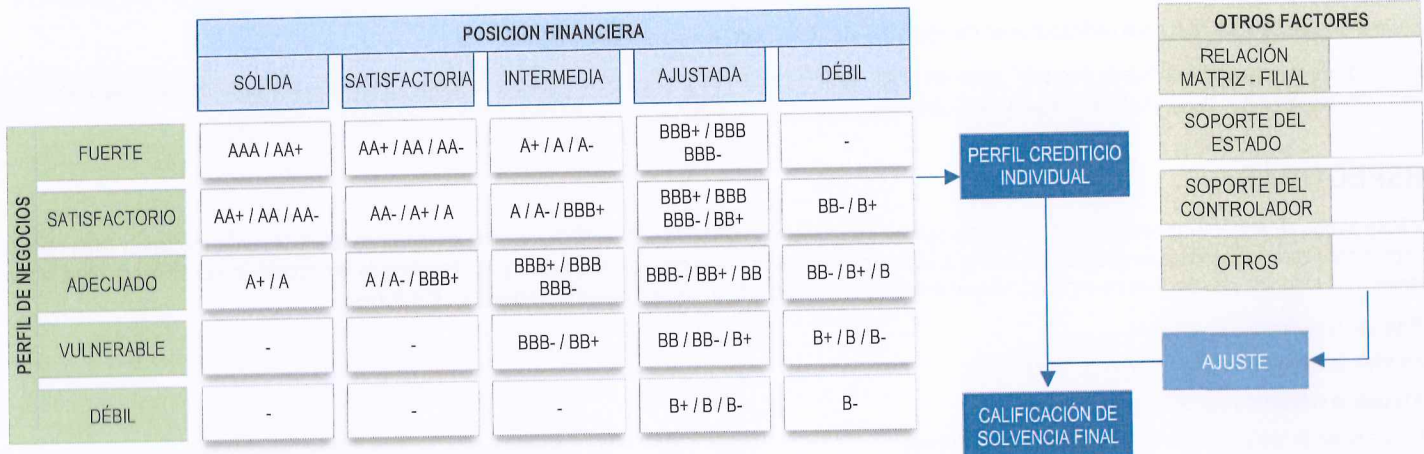 POSICION FINANCIERA
SÓLIDA SATISFACTORIA INTERMEDIA AJUSTADA DÉBIL
PERFIL DE NEGOCIOS
FUERTE AAA / AA+ AA+ / AA / AA- A+ / A / A- BBB+ / BBB
BBB- -
SATISFACTORIO AA+ / AA / AA- AA- / A+ / A A / A- / BBB+ BBB+ / BBB
BBB- / BB+ BB- / B+
ADECUADO A+ / A A / A- / BBB+ BBB+ / BBB
BBB- BBB- / BB+ / BB BB- / B+ / B
VULNERABLE - - BBB- / BB+ BB / BB- / B+ B+ / B / B-
DÉBIL - - - B+ / B / B- B-
PERFIL CREDITICIO
INDIVIDUAL
OTROS FACTORES
RELACIÓN
MATRIZ - FILIAL
SOPORTE DEL
ESTADO
SOPORTE DEL
CONTROLADOR
OTROS
AJUSTE
CALIFICACIÓN DE
SOLVENCIA FINAL